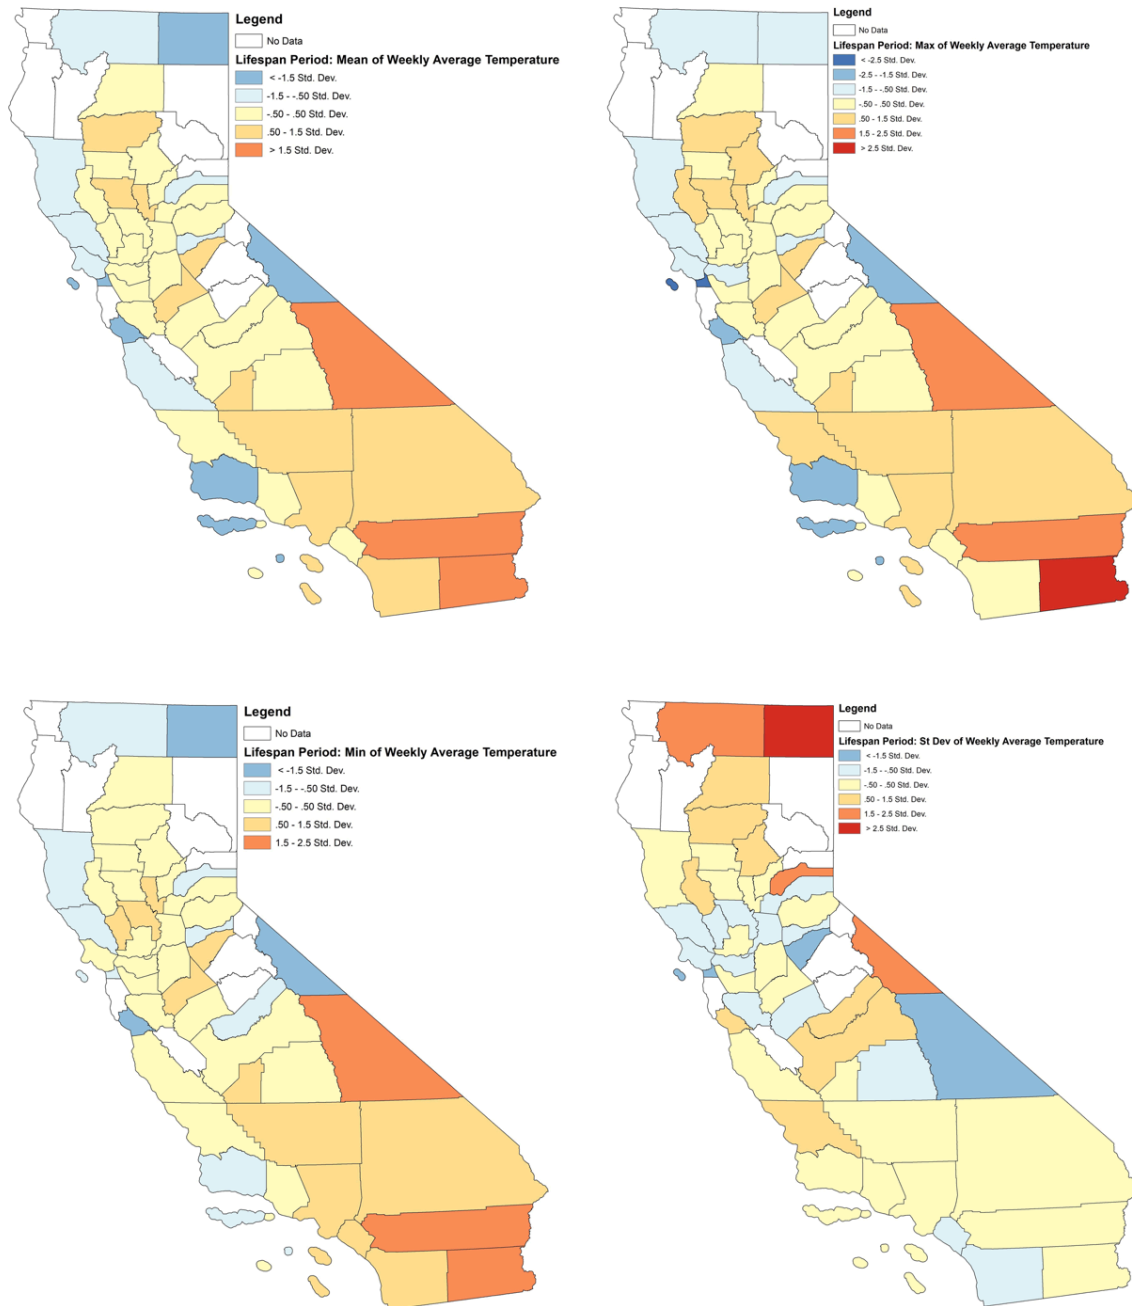 Legend
No Data
Lifespan Period: Mean of Weekly Average Temperature
< -1.5 Std. Dev.
-1.5 - -.50 Std. Dev.
-.50 - .50 Std. Dev.
.50 - 1.5 Std. Dev.
> 1.5 Std. Dev.
Legend
No Data
Lifespan Period: Max of Weekly Average Temperature
< -2.5 Std. Dev.
-2.5 - -1.5 Std. Dev.
-1.5 - -.50 Std. Dev.
-.50 - .50 Std. Dev.
.50 - 1.5 Std. Dev.
1.5 - 2.5 Std. Dev.
> 2.5 Std. Dev.
Legend
No Data
Lifespan Period: Min of Weekly Average Temperature
< -1.5 Std. Dev.
-1.5 - -.50 Std. Dev.
-.50 - .50 Std. Dev.
.50 - 1.5 Std. Dev.
1.5 - 2.5 Std. Dev.
Legend
No Data
Lifespan Period: St Dev of Weekly Average Temperature
< -1.5 Std. Dev.
-1.5 - -.50 Std. Dev.
-.50 - .50 Std. Dev.
.50 - 1.5 Std. Dev.
1.5 - 2.5 Std. Dev.
> 2.5 Std. Dev.